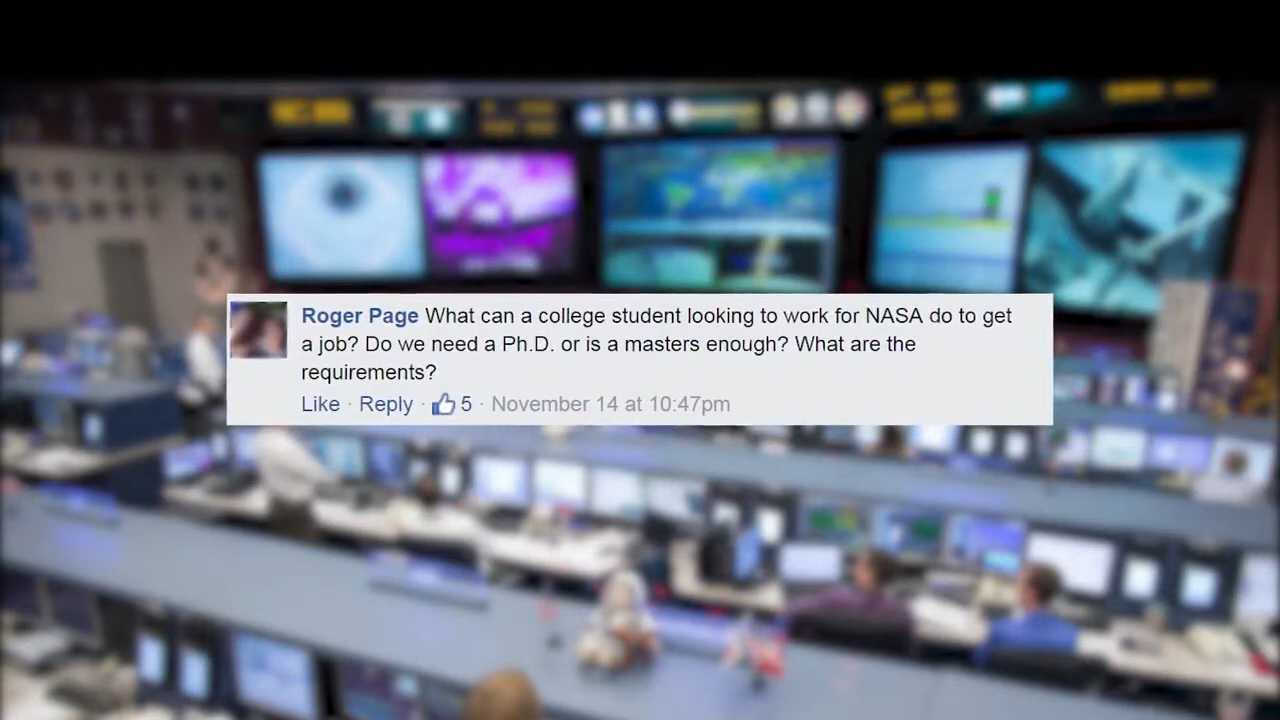 Roger Page What can a college student looking to work for NASA do to get
a job? Do we need a Ph.D. or is a masters enough? What are the
requirements?
Like · Reply · 5 · November 14 at 10:47pm